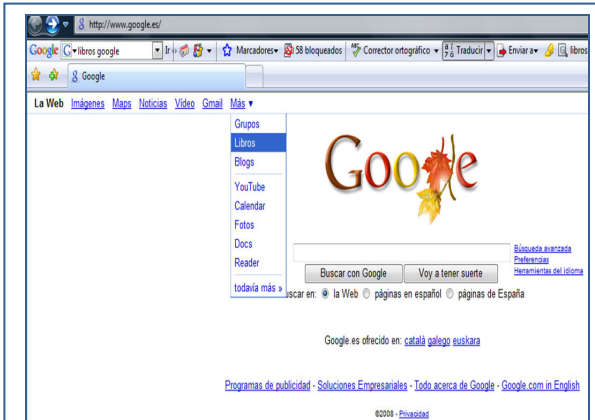 http://www.google.es/
Google G libros google Ir Marcadores 58 bloqueados Corrector ortográfico Traducir Enviar a libros
Google
La Web Imágenes Maps Noticias Vídeo Gmail Más ▼
Grupos
Libros
Blogs
YouTube
Calendar
Fotos
Docs
Reader
todavía más »
Google
Búsqueda avanzada
Preferencias
Herramientas del idioma
Buscar con Google Voy a tener suerte
uscar en: la Web páginas en español páginas de España
Google.es ofrecido en: català galego euskara
Programas de publicidad - Soluciones Empresariales - Todo acerca de Google - Google.com in English
©2008 - Privacidad